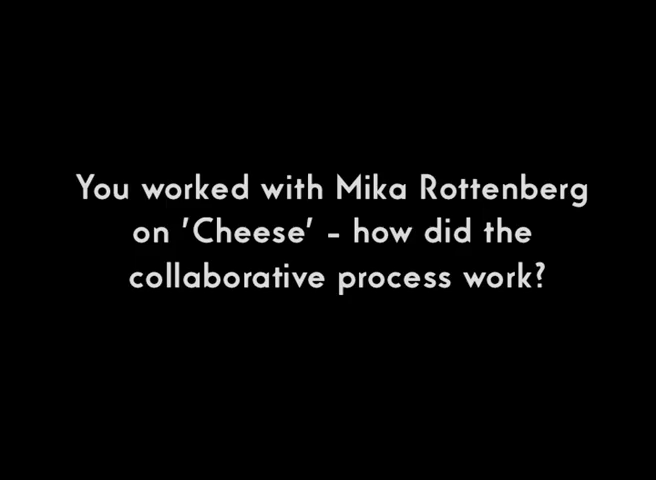 You worked with Mika Rottenberg
on 'Cheese' - how did the
collaborative process work?